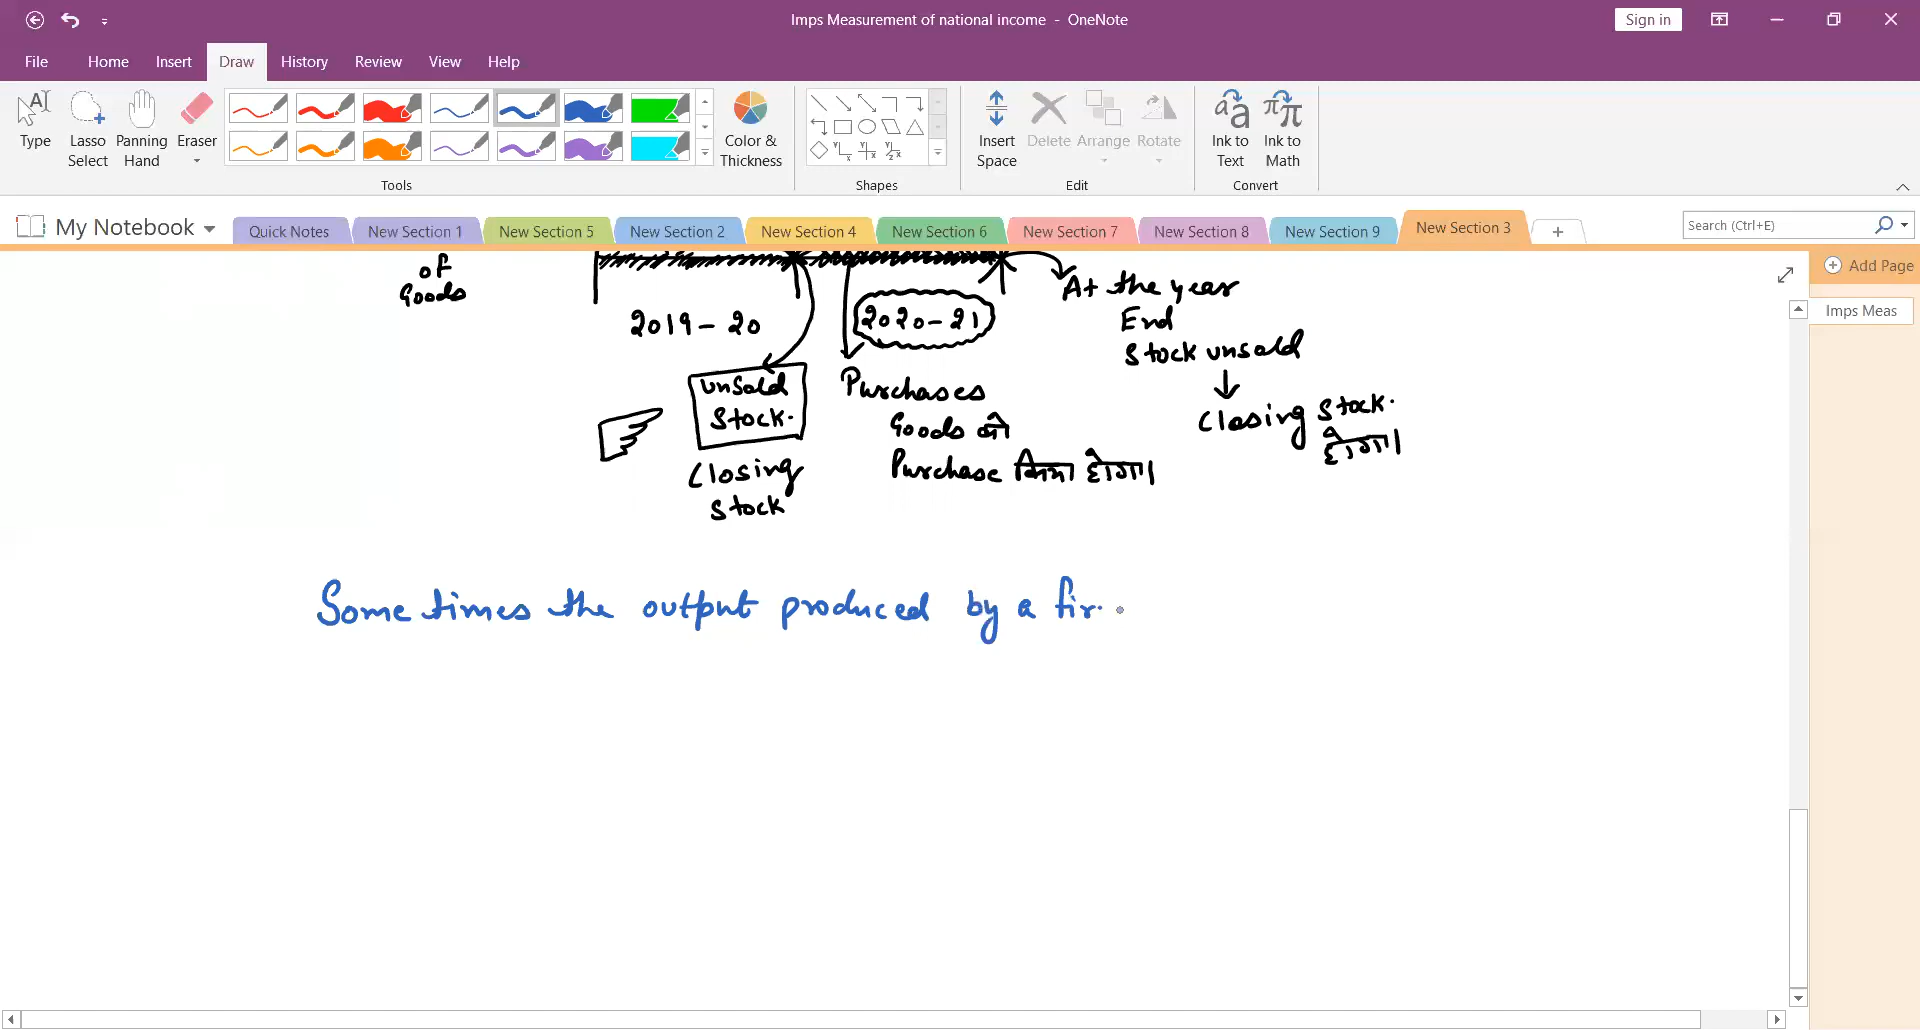 Imps Measurement of national income - OneNote
Sign in
File Home Insert Draw History Review View Help
Type
Lasso Select
Panning Hand
Eraser
Color & Thickness
Insert Space
Delete
Arrange
Rotate
Ink to Text
Ink to Math
Tools
Shapes
Edit
Convert
My Notebook
Quick Notes
New Section 1
New Section 5
New Section 2
New Section 4
New Section 6
New Section 7
New Section 8
New Section 9
New Section 3
Search (Ctrl+E)
Add Page
Imps Meas
of
Goods
2019-20
2020-21
At the year
End
Stock unsold
Closing Stock.
होगा
unsold
Stock.
Closing
Stock
Purchases
Goods की
Purchase होगा
Some times the output produced by a fir